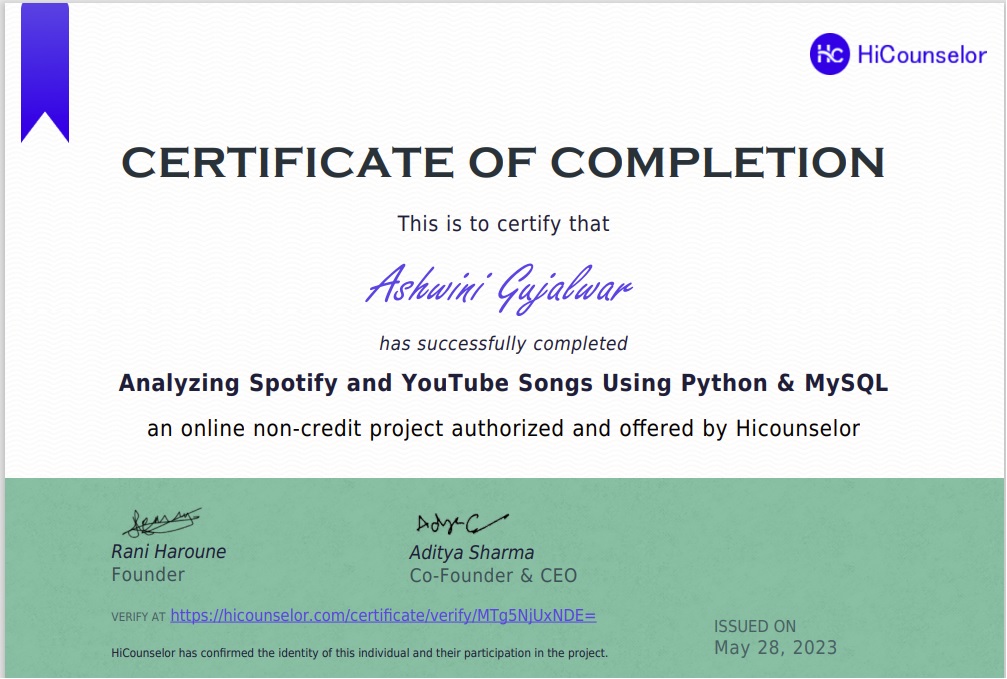 HC HiCounselor
CERTIFICATE OF COMPLETION
This is to certify that
Ashwini Gujalwar
has successfully completed
Analyzing Spotify and YouTube Songs Using Python & MySQL
an online non-credit project authorized and offered by Hicounselor
Rani Haroune
Founder
Aditya Sharma
Co-Founder & CEO
VERIFY AT https://hicounselor.com/certificate/verify/MTg5NjUxNDE=
HiCounselor has confirmed the identity of this individual and their participation in the project.
ISSUED ON
May 28, 2023